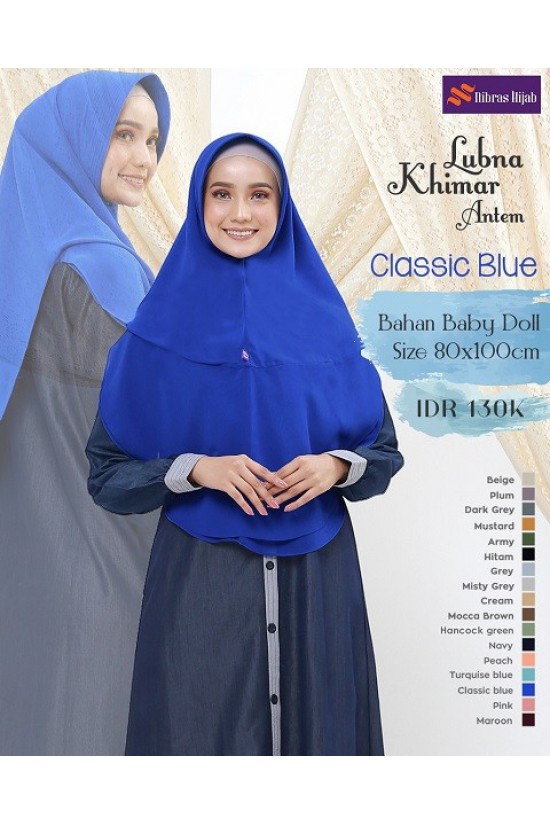 Nibras Hijab
Lubna
Khimar
Antem
Classic Blue
Bahan Baby Doll
Size 80x100cm
IDR 130K
Beige
Plum
Dark Grey
Mustard
Army
Hitam
Grey
Misty Grey
Cream
Mocca Brown
Hancock green
Navy
Peach
Turquise blue
Classic blue
Pink
Maroon